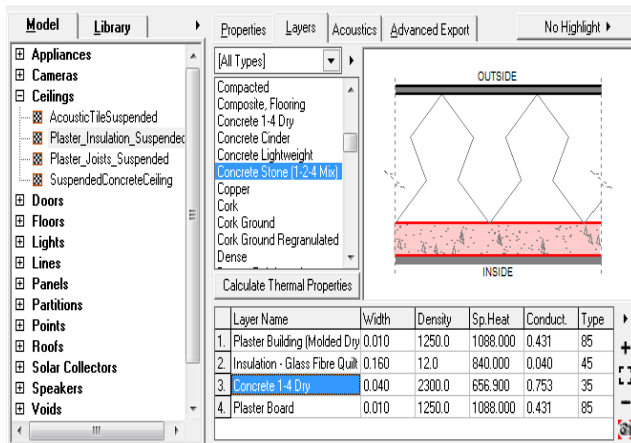 Model Library
Appliances
Cameras
Ceilings
AcousticTileSuspended
Plaster_Insulation_Suspended
Plaster_Joists_Suspended
SuspendedConcreteCeiling
Doors
Floors
Lights
Lines
Panels
Partitions
Points
Roofs
Solar Collectors
Speakers
Voids
Properties Layers Acoustics Advanced Export No Highlight
[All Types]
Compacted
Composite, Flooring
Concrete 1-4 Dry
Concrete Cinder
Concrete Lightweight
Concrete Stone (1-2-4 Mix)
Copper
Cork
Cork Ground
Cork Ground Regranulated
Dense
Calculate Thermal Properties
OUTSIDE
INSIDE
Layer Name Width Density Sp.Heat Conduct. Type
1. Plaster Building (Molded Dry 0.010 1250.0 1088.000 0.431 85
2. Insulation - Glass Fibre Quilt 0.160 12.0 840.000 0.040 45
3. Concrete 1-4 Dry 0.040 2300.0 656.900 0.753 35
4. Plaster Board 0.010 1250.0 1088.000 0.431 85